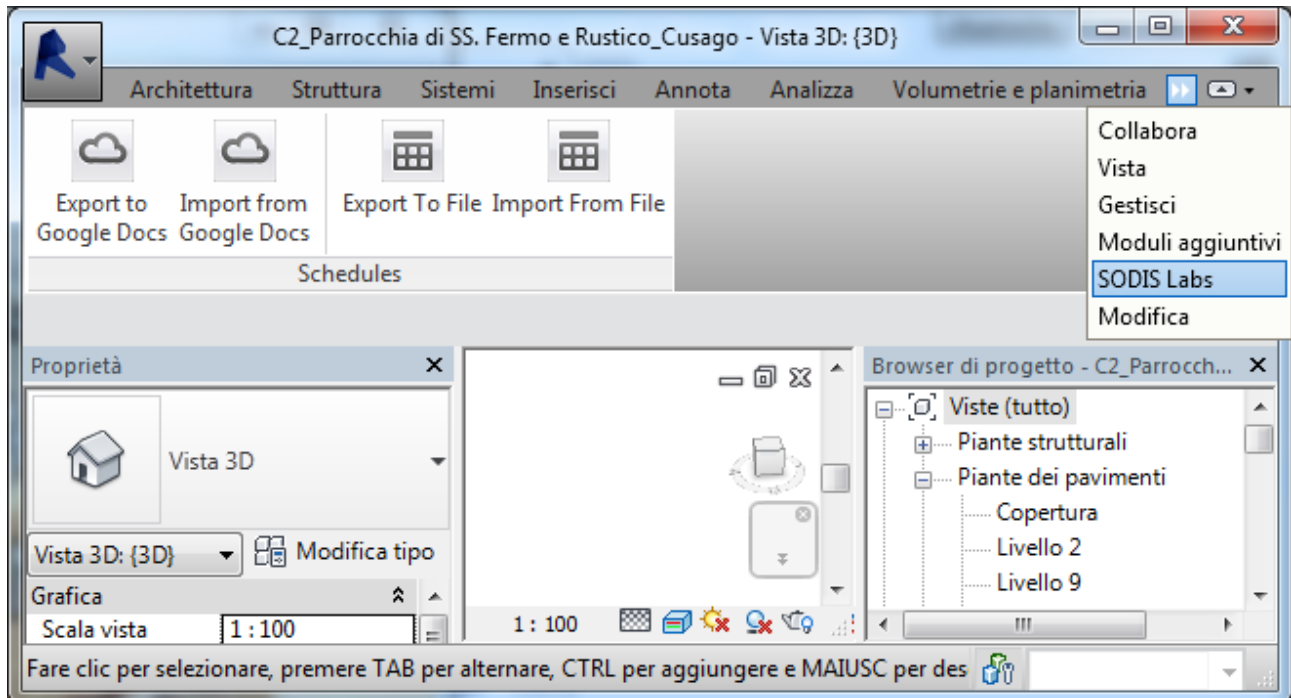 C2_Parrocchia di SS. Fermo e Rustico_Cusago - Vista 3D: {3D}
Architettura Struttura Sistemi Inserisci Annota Analizza Volumetrie e planimetria
Collabora
Vista
Gestisci
Moduli aggiuntivi
SODIS Labs
Modifica
Export to Google Docs
Import from Google Docs
Export To File
Import From File
Schedules
Proprietà
Vista 3D
Vista 3D: {3D}
Modifica tipo
Grafica
Scala vista 1 : 100
1 : 100
Browser di progetto - C2_Parrocch...
Viste (tutto)
Piante strutturali
Piante dei pavimenti
Copertura
Livello 2
Livello 9
Fare clic per selezionare, premere TAB per alternare, CTRL per aggiungere e MAIUSC per des